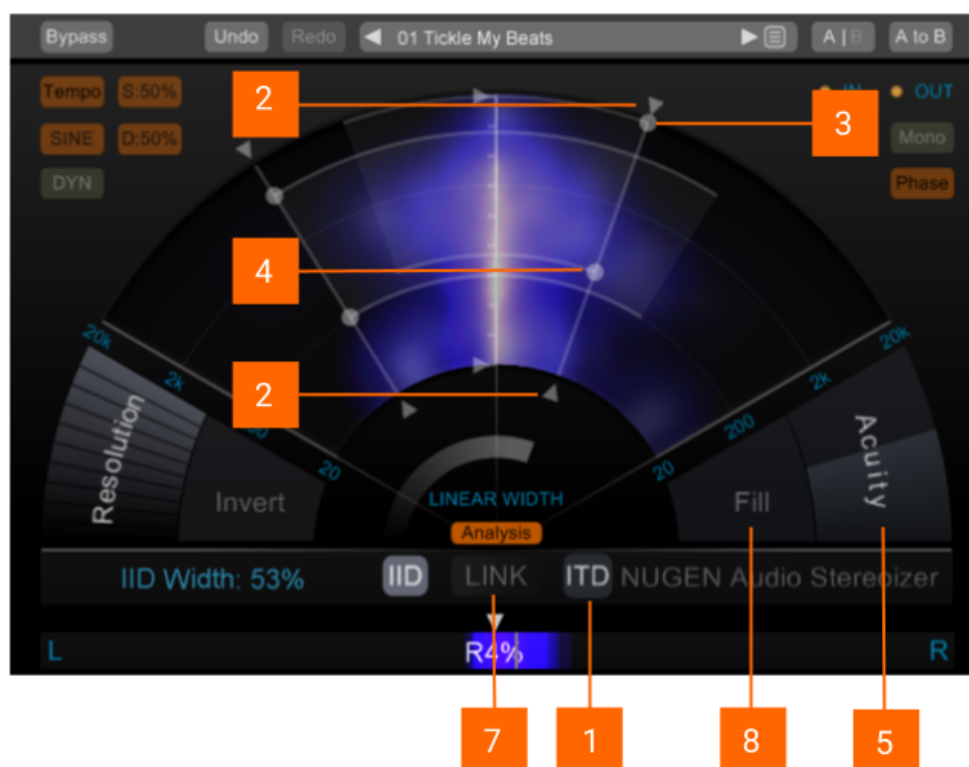 Bypass Undo Redo 01 Tickle My Beats A | B A to B
Tempo S:50% 2 IN OUT
SINE D:50% 3 Mono
DYN Phase
4
20k 20k
2k 2k
2
200
20 20
Resolution Invert LINEAR WIDTH Fill Acuity
Analysis
IID Width: 53% IID LINK ITD NUGEN Audio Stereoizer
L R4% R
7 1 8 5